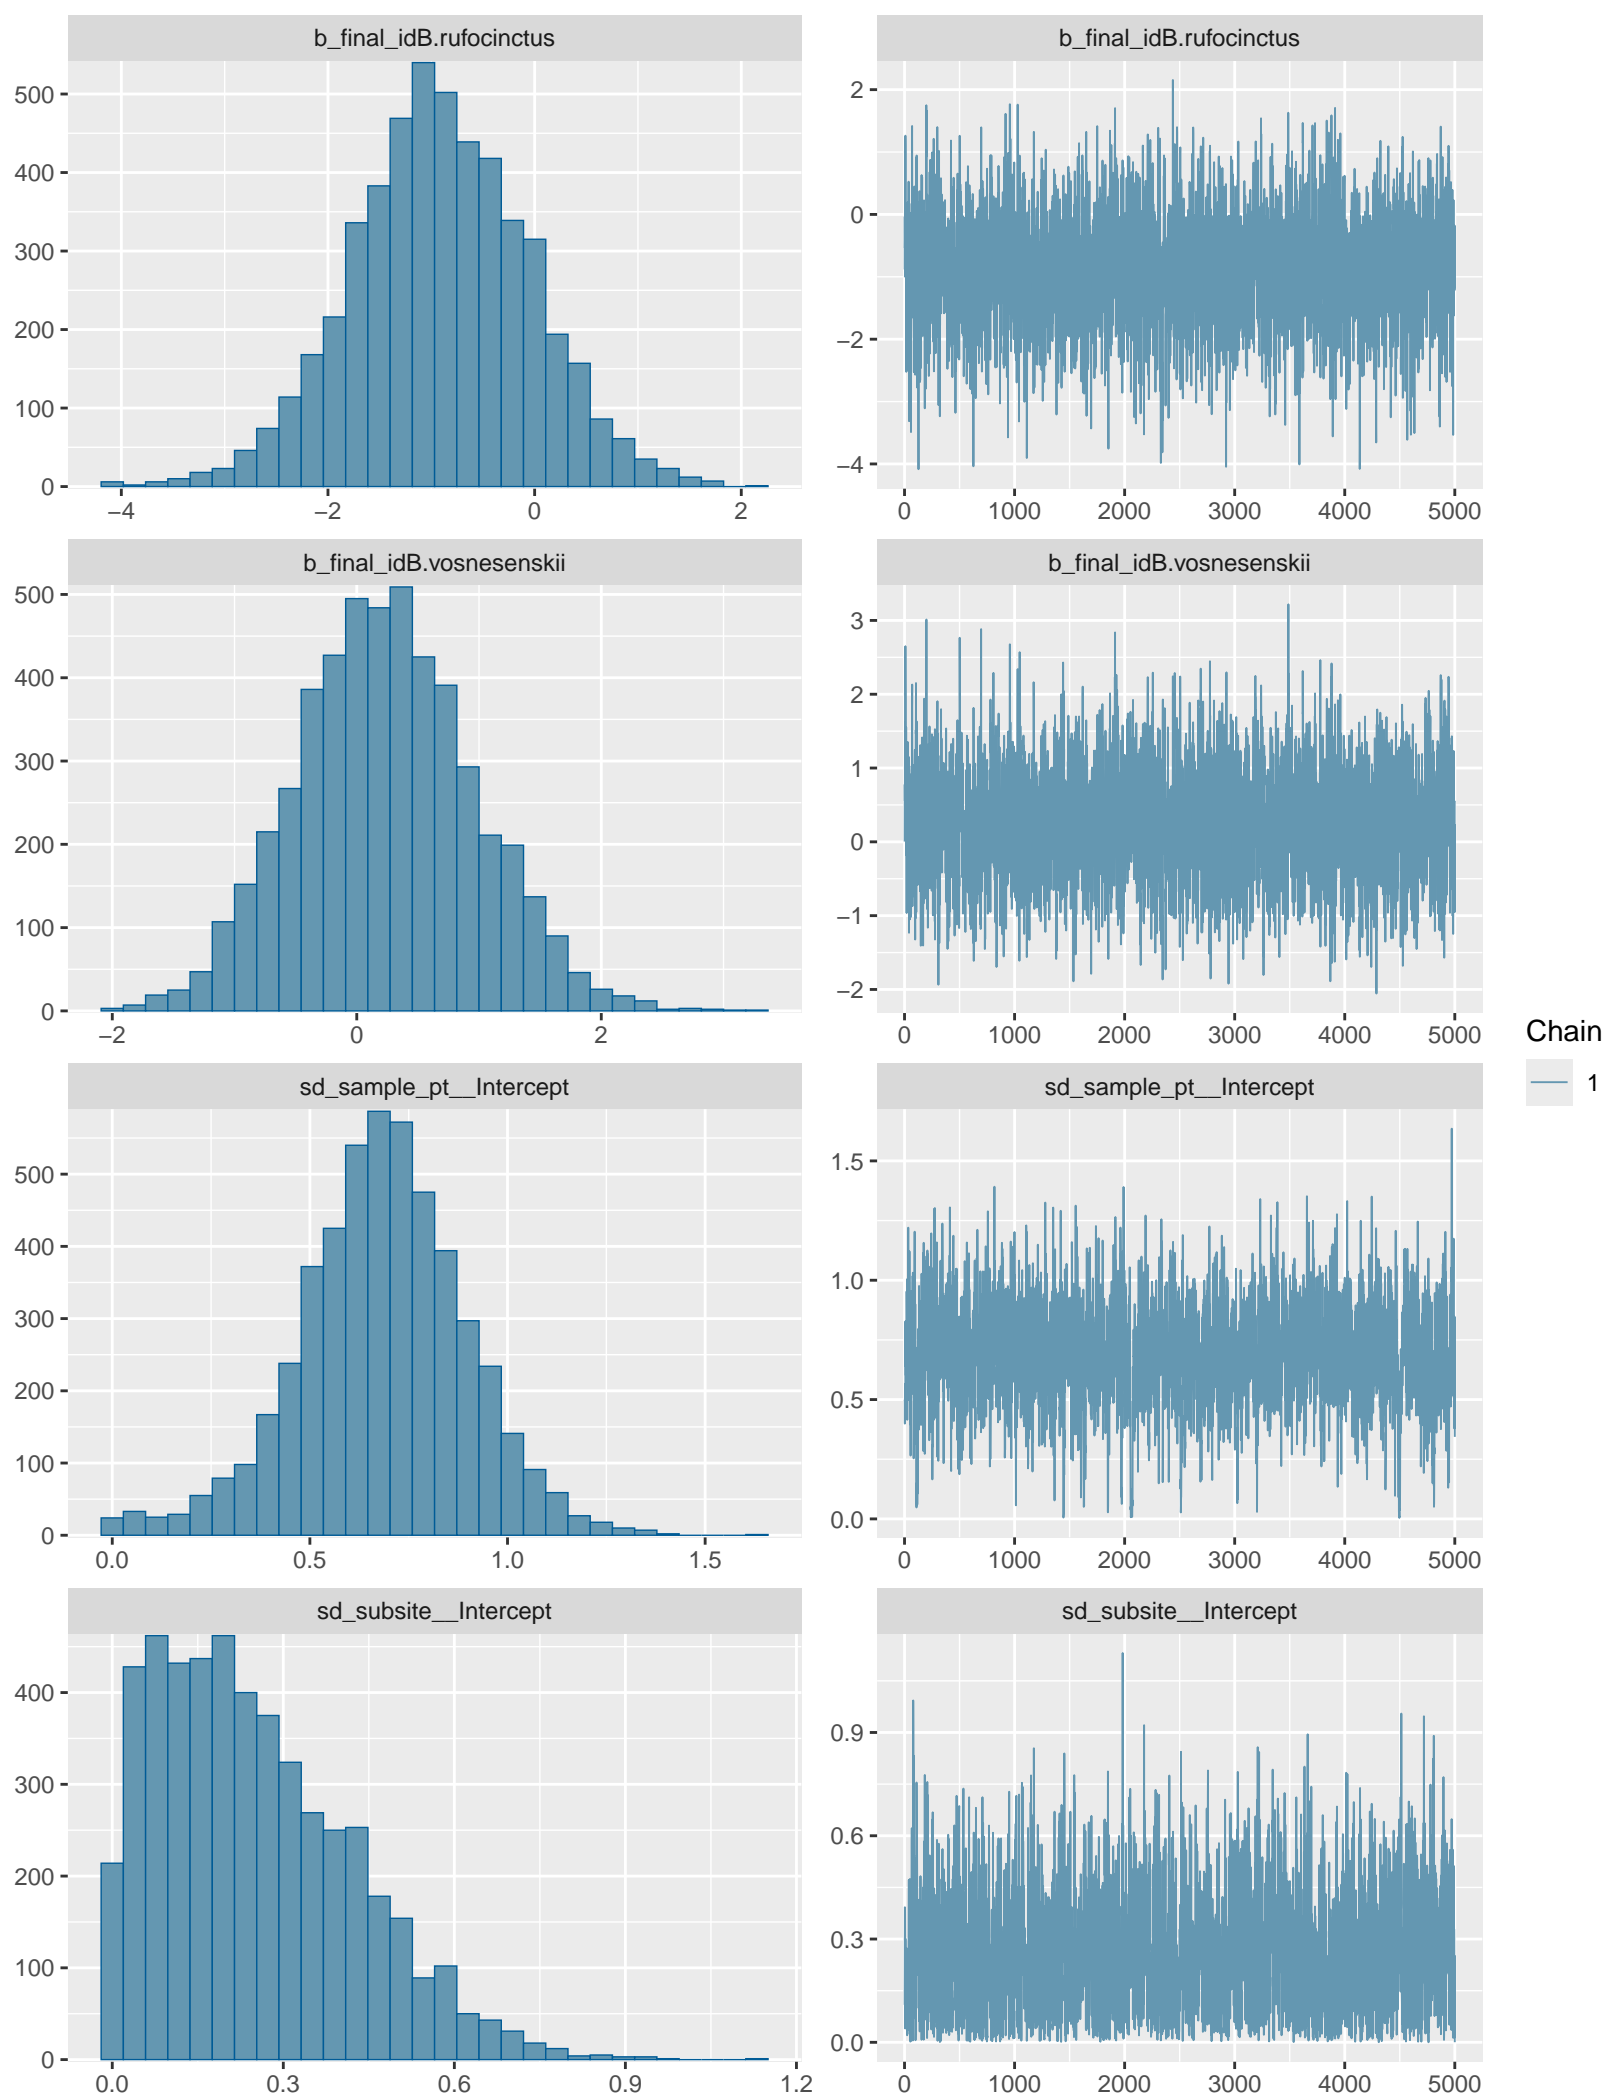 b_final_idB.rufocinctus
500
400
300
200
100
0
−4 −2 0 2
b_final_idB.rufocinctus
2
0
−2
−4
0 1000 2000 3000 4000 5000
b_final_idB.vosnesenskii
500
400
300
200
100
0
−2 0 2
b_final_idB.vosnesenskii
3
2
1
0
−1
−2
0 1000 2000 3000 4000 5000
sd_sample_pt__Intercept
500
400
300
200
100
0
0.0 0.5 1.0 1.5
sd_sample_pt__Intercept
1.5
1.0
0.5
0.0
0 1000 2000 3000 4000 5000
sd_subsite__Intercept
400
300
200
100
0
0.0 0.3 0.6 0.9 1.2
sd_subsite__Intercept
0.9
0.6
0.3
0.0
0 1000 2000 3000 4000 5000
Chain
1